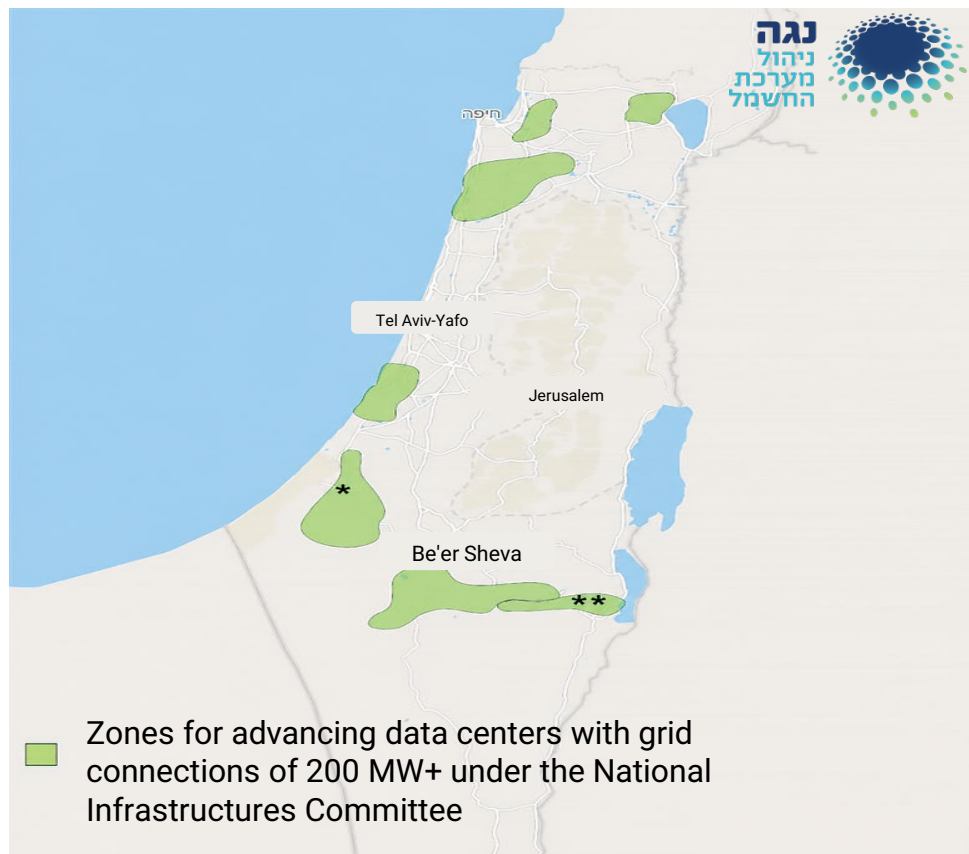 נגה
ניהול
מערכת
החשמל
חיפה
Tel Aviv-Yafo
Jerusalem
*
Be'er Sheva
**
Zones for advancing data centers with grid
connections of 200 MW+ under the National
Infrastructures Committee